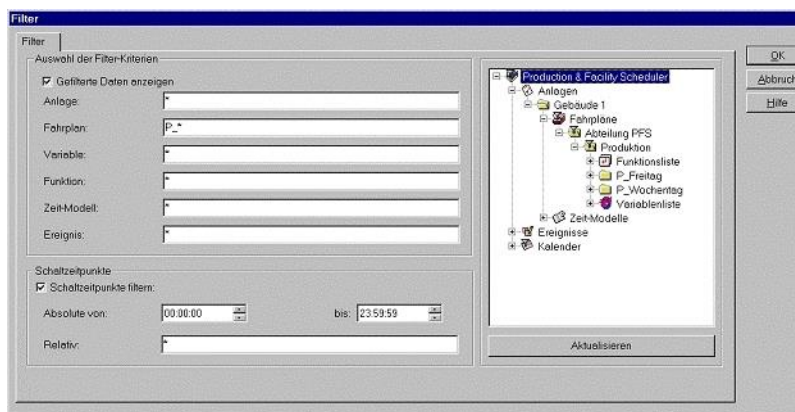 Filter
Filter
Auswahl der Filter-Kriterien
Gefilterte Daten anzeigen
Anlage: *
Fahrplan: P_*
Variable: *
Funktion: *
Zeit-Modell: *
Ereignis: *
Schaltzeitpunkte
Schaltzeitpunkte filtern:
Absolute von: 00:00:00 bis: 23:59:59
Relativ: *
Production & Facility Scheduler
Anlagen
Gebäude 1
Fahrpläne
Abteilung PFS
Produktion
Funktionsliste
P_Freitag
P_Wochentag
Variablenliste
Zeit-Modelle
Ereignisse
Kalender
Aktualisieren
OK
Abbruch
Hilfe